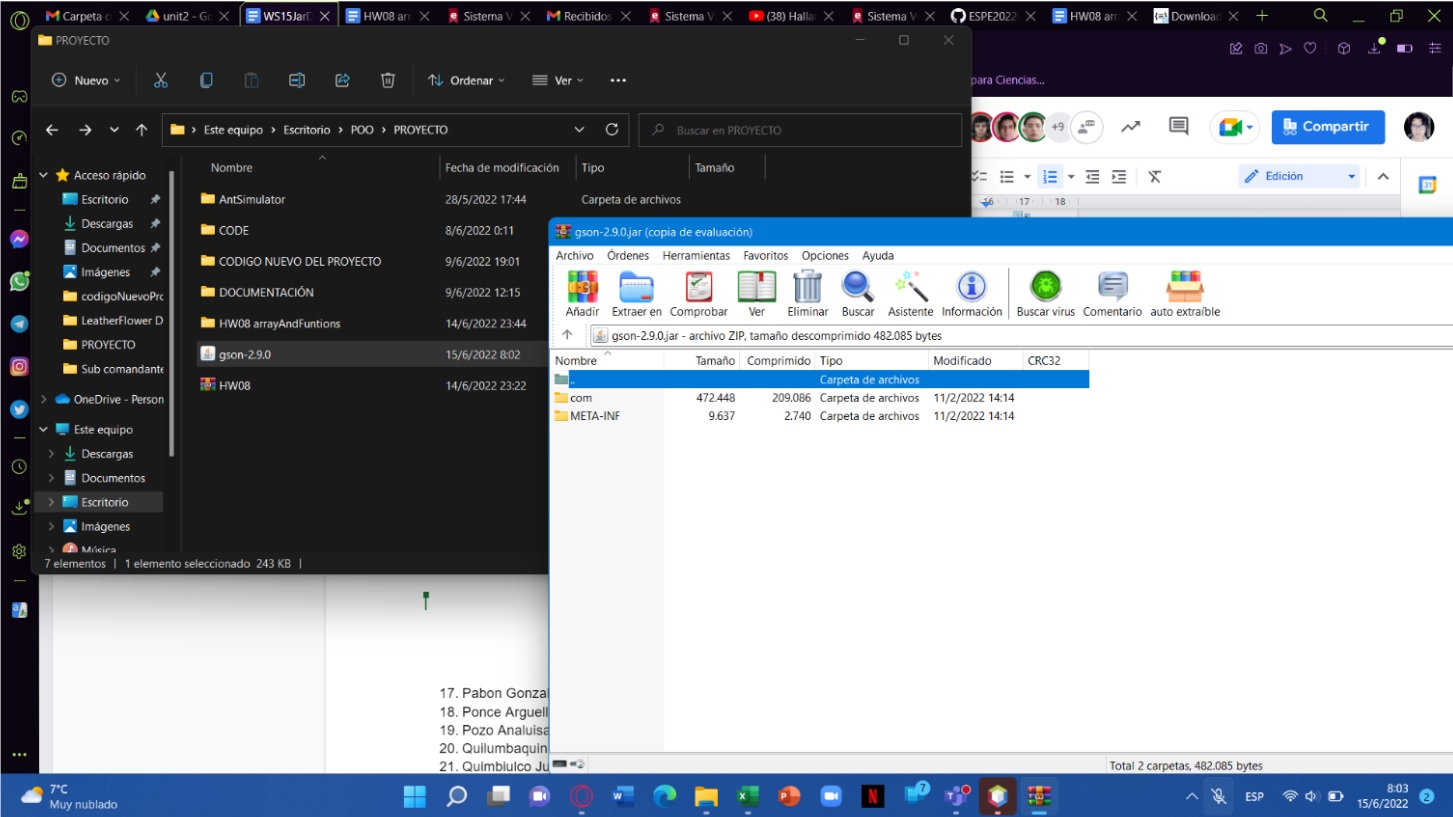 Carpeta d
unit2 - Go
WS15JarD
HW08 arr
Sistema V
Recibidos
Sistema V
(38) Hallar
Sistema V
ESPE2022
HW08 arr
Download
PROYECTO
Nuevo
Ordenar
Ver
para Ciencias...
Este equipo > Escritorio > POO > PROYECTO
Buscar en PROYECTO
+9
Compartir
Edición
16 17 18
31
Acceso rápido
Escritorio
Descargas
Documentos
Imágenes
codigoNuevoPro
LeatherFlower D
PROYECTO
Sub comandante
OneDrive - Person
Este equipo
Descargas
Documentos
Escritorio
Imágenes
Música
Nombre Fecha de modificación Tipo Tamaño
AntSimulator 28/5/2022 17:44 Carpeta de archivos
CODE 8/6/2022 0:11
CODIGO NUEVO DEL PROYECTO 9/6/2022 19:01
DOCUMENTACIÓN 9/6/2022 12:15
HW08 arrayAndFuntions 14/6/2022 23:44
gson-2.9.0 15/6/2022 8:02
HW08 14/6/2022 23:22
7 elementos | 1 elemento seleccionado 243 KB |
gson-2.9.0.jar (copia de evaluación)
Archivo Órdenes Herramientas Favoritos Opciones Ayuda
Añadir Extraer en Comprobar Ver Eliminar Buscar Asistente Información Buscar virus Comentario auto extraíble
gson-2.9.0.jar - archivo ZIP, tamaño descomprimido 482.085 bytes
Nombre Tamaño Comprimido Tipo Modificado CRC32
.. Carpeta de archivos
com 472.448 209.086 Carpeta de archivos 11/2/2022 14:14
META-INF 9.637 2.740 Carpeta de archivos 11/2/2022 14:14
Total 2 carpetas, 482.085 bytes
17. Pabon Gonzal
18. Ponce Arguell
19. Pozo Analuisa
20. Quilumbaquin
21. Quimbiulco Ju
7°C
Muy nublado
7
ESP
8:03
15/6/2022
2